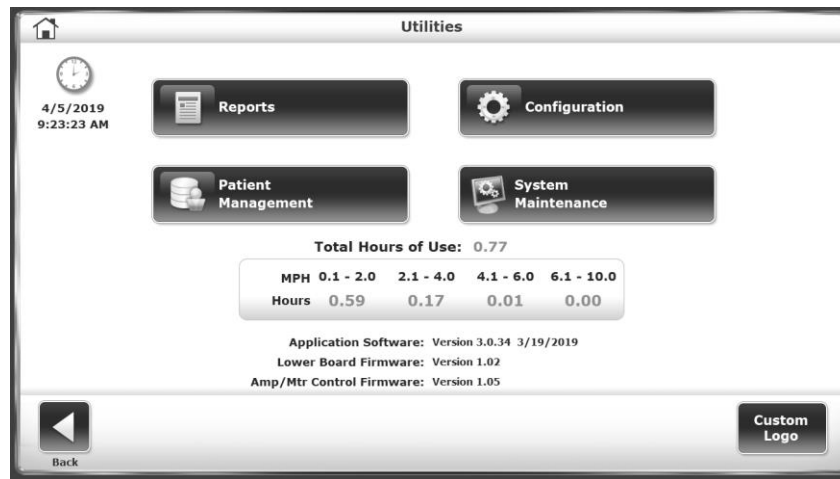 Utilities
4/5/2019
9:23:23 AM
Reports
Configuration
Patient
Management
System
Maintenance
Total Hours of Use: 0.77
MPH 0.1 - 2.0 2.1 - 4.0 4.1 - 6.0 6.1 - 10.0
Hours 0.59 0.17 0.01 0.00
Application Software: Version 3.0.34 3/19/2019
Lower Board Firmware: Version 1.02
Amp/Mtr Control Firmware: Version 1.05
Back
Custom
Logo